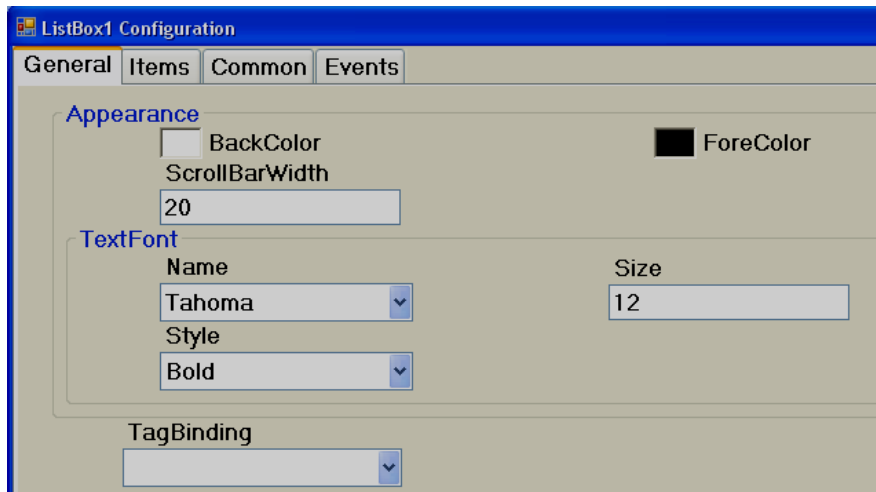 ListBox1 Configuration
General Items Common Events
Appearance
BackColor ForeColor
ScrollBarWidth
20
TextFont
Name Size
Tahoma 12
Style
Bold
TagBinding